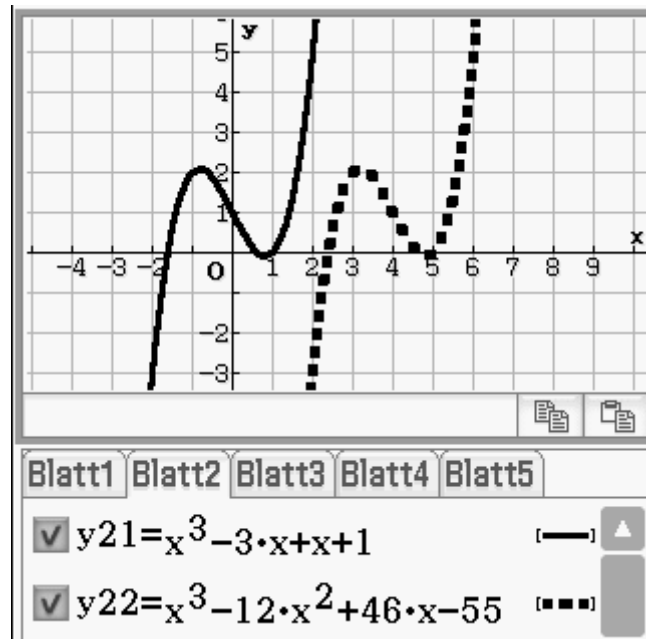 y
5
4
3
2
1
x
-4 -3 -2 O 1 2 3 4 5 6 7 8 9
-2
-3
Blatt1 Blatt2 Blatt3 Blatt4 Blatt5
y21=x³-3·x+x+1
y22=x³-12·x²+46·x-55